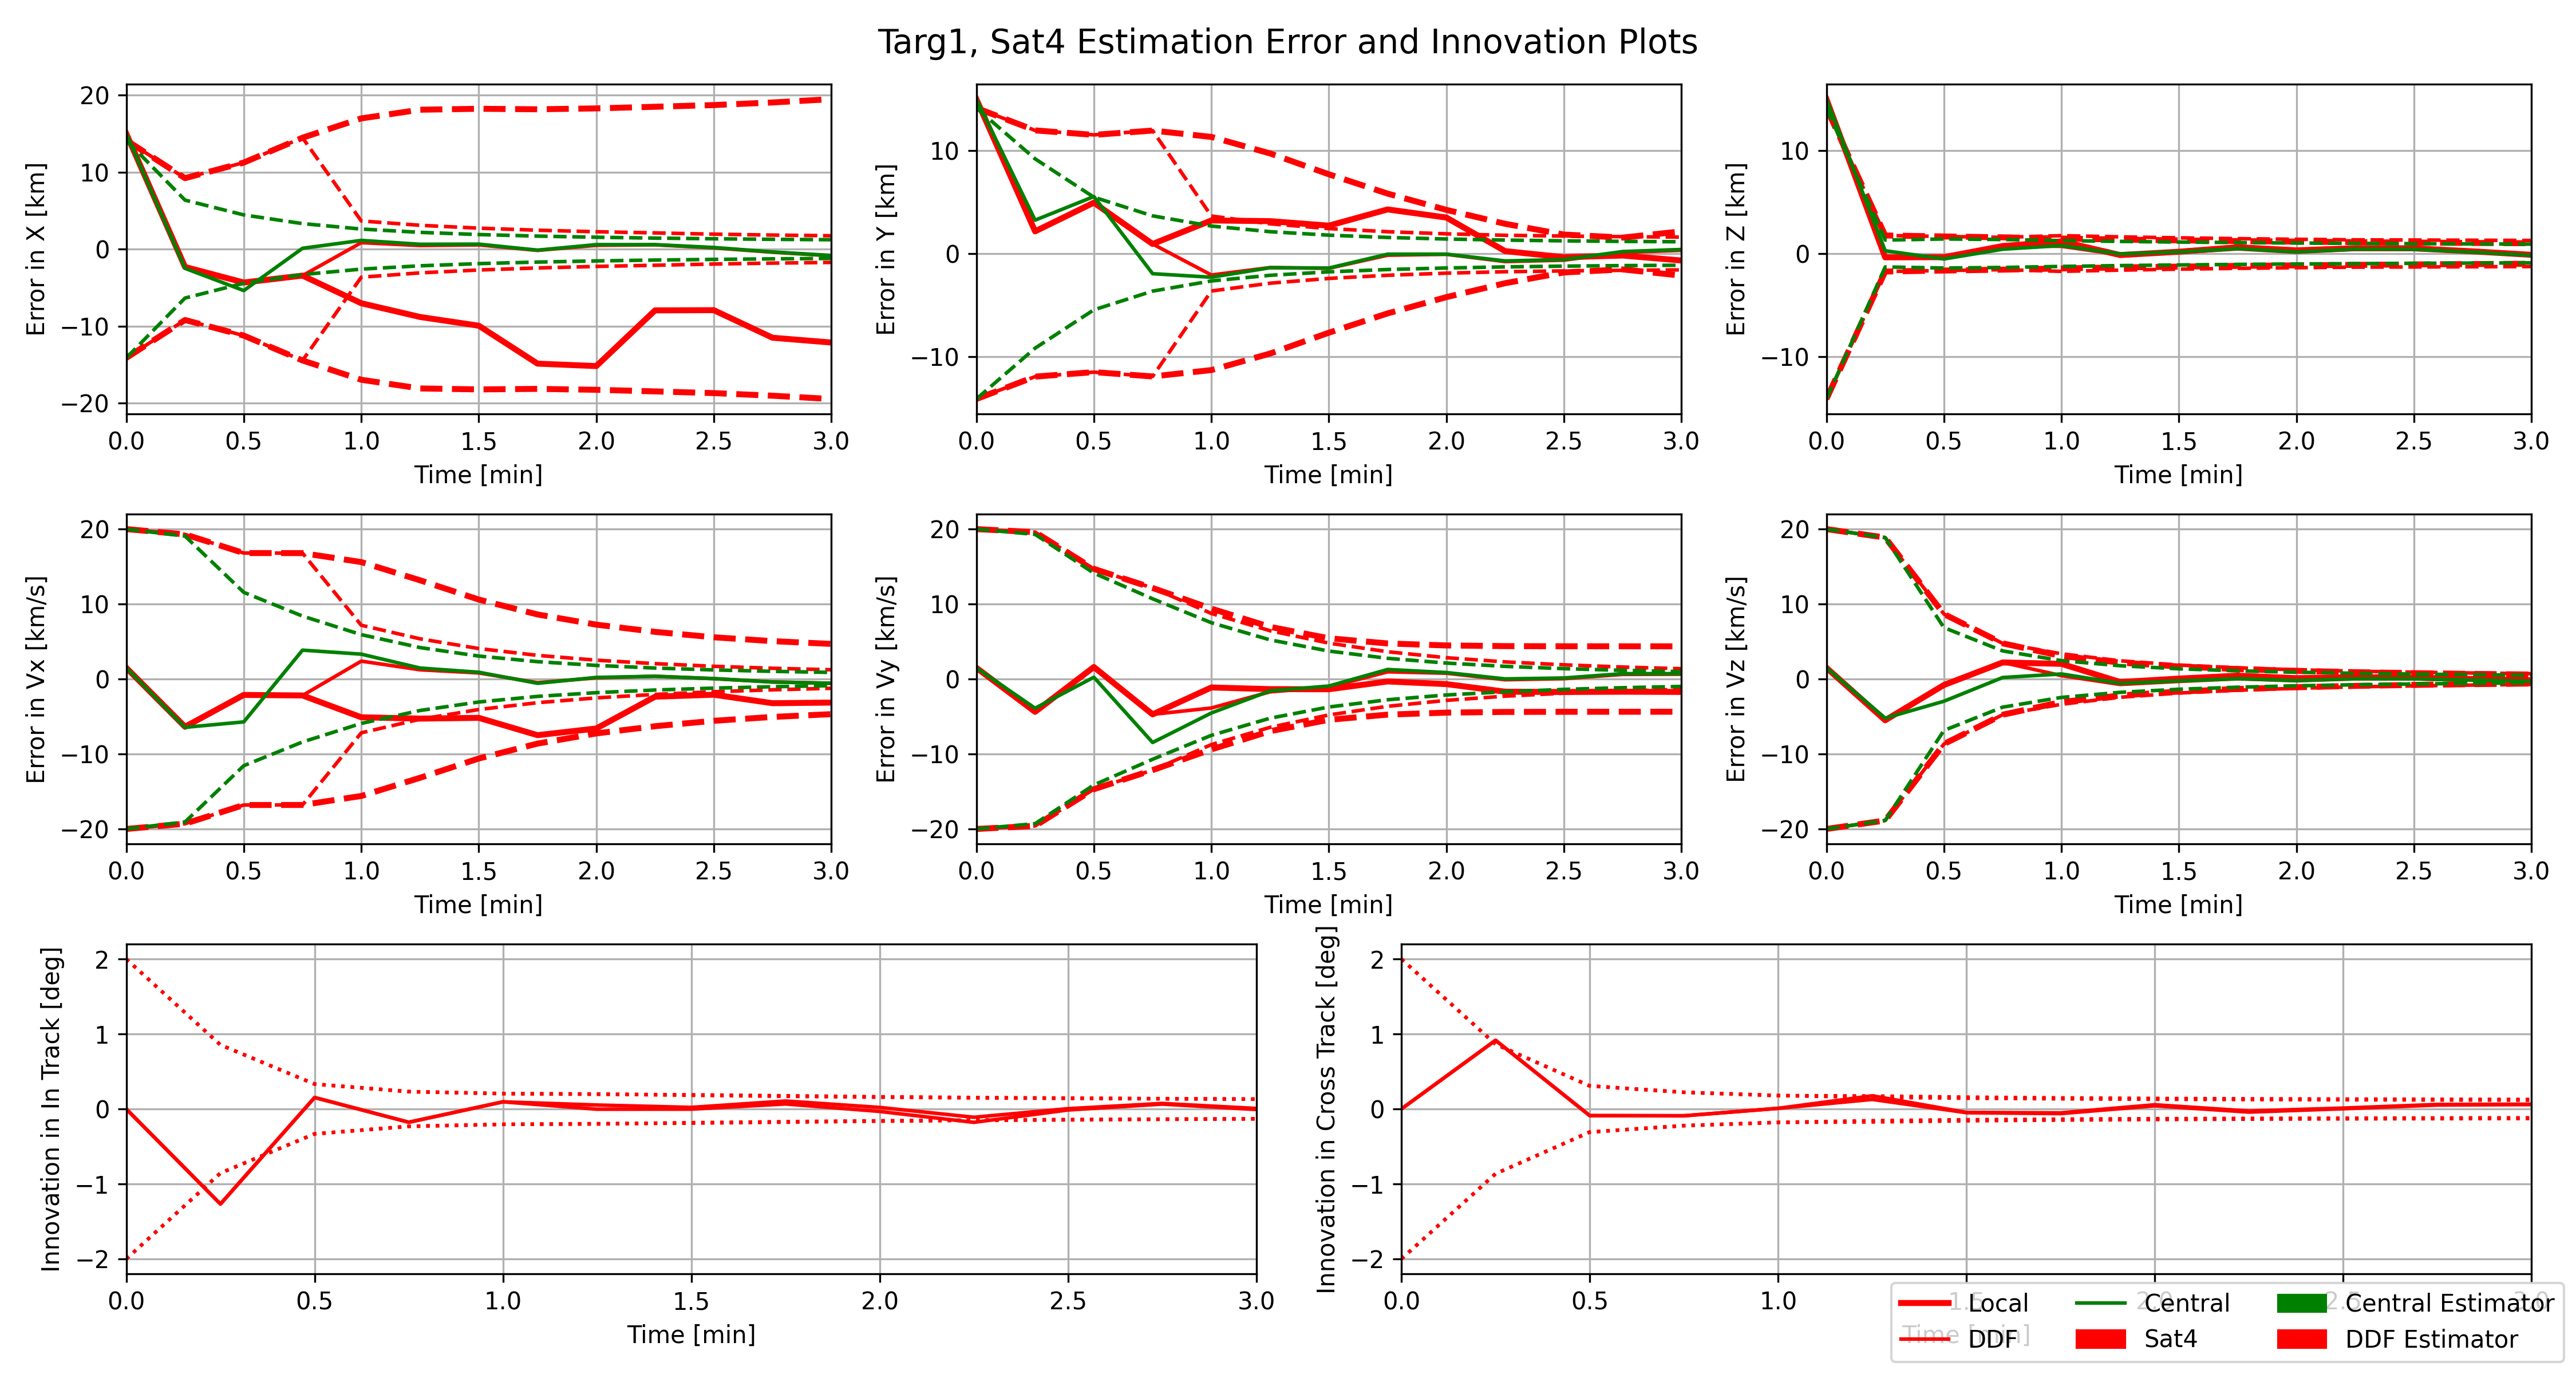 Targ1, Sat4 Estimation Error and Innovation Plots
Error in X [km]
20
10
0
−10
−20
0.0 0.5 1.0 1.5 2.0 2.5 3.0
Time [min]
Error in Y [km]
10
0
−10
0.0 0.5 1.0 1.5 2.0 2.5 3.0
Time [min]
Error in Z [km]
10
0
−10
0.0 0.5 1.0 1.5 2.0 2.5 3.0
Time [min]
Error in Vx [km/s]
20
10
0
−10
−20
0.0 0.5 1.0 1.5 2.0 2.5 3.0
Time [min]
Error in Vy [km/s]
20
10
0
−10
−20
0.0 0.5 1.0 1.5 2.0 2.5 3.0
Time [min]
Error in Vz [km/s]
20
10
0
−10
−20
0.0 0.5 1.0 1.5 2.0 2.5 3.0
Time [min]
Innovation in In Track [deg]
2
1
0
−1
−2
0.0 0.5 1.0 1.5 2.0 2.5 3.0
Time [min]
Innovation in Cross Track [deg]
2
1
0
−1
−2
0.0 0.5 1.0 1.5 2.0 2.5 3.0
Time [min]
Local Central Central Estimator
DDF Sat4 DDF Estimator